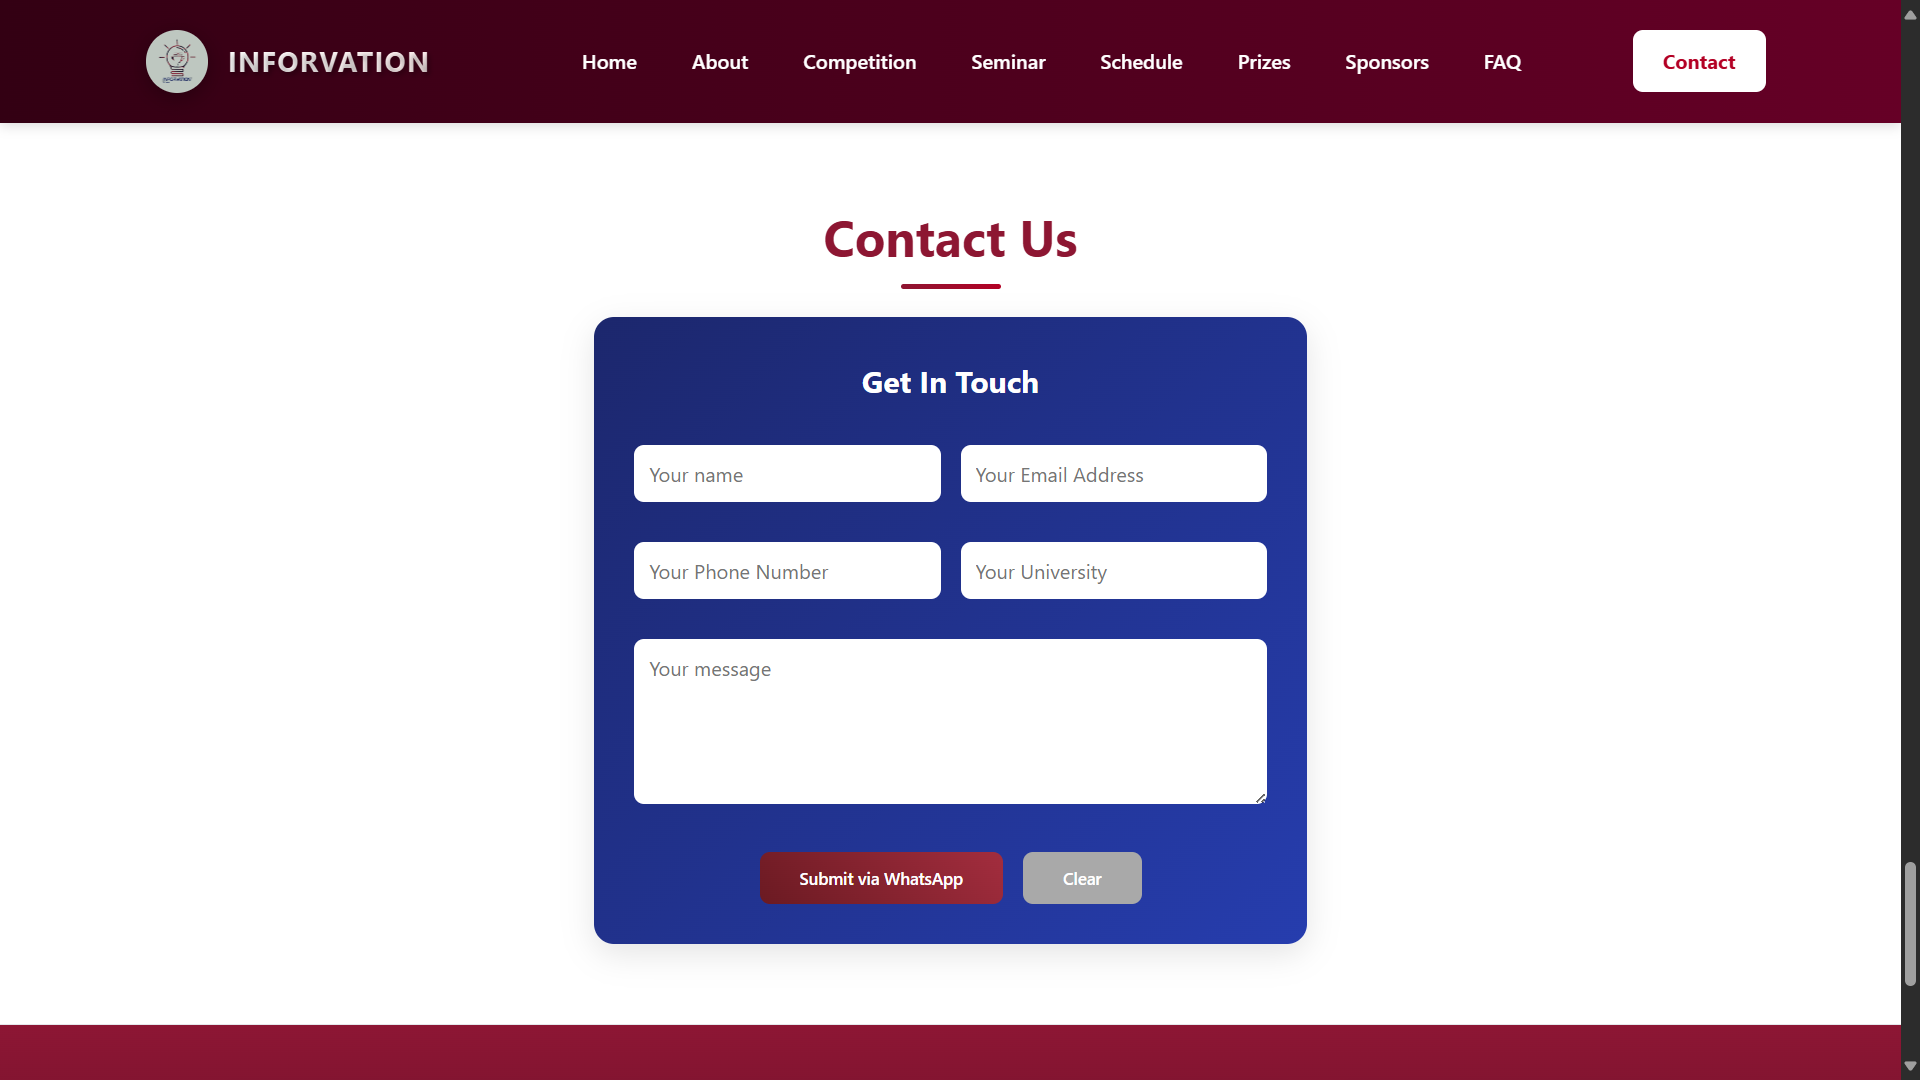 INFORVATION
Home
About
Competition
Seminar
Schedule
Prizes
Sponsors
FAQ
Contact
Contact Us
Get In Touch
Your name
Your Email Address
Your Phone Number
Your University
Your message
Submit via WhatsApp
Clear